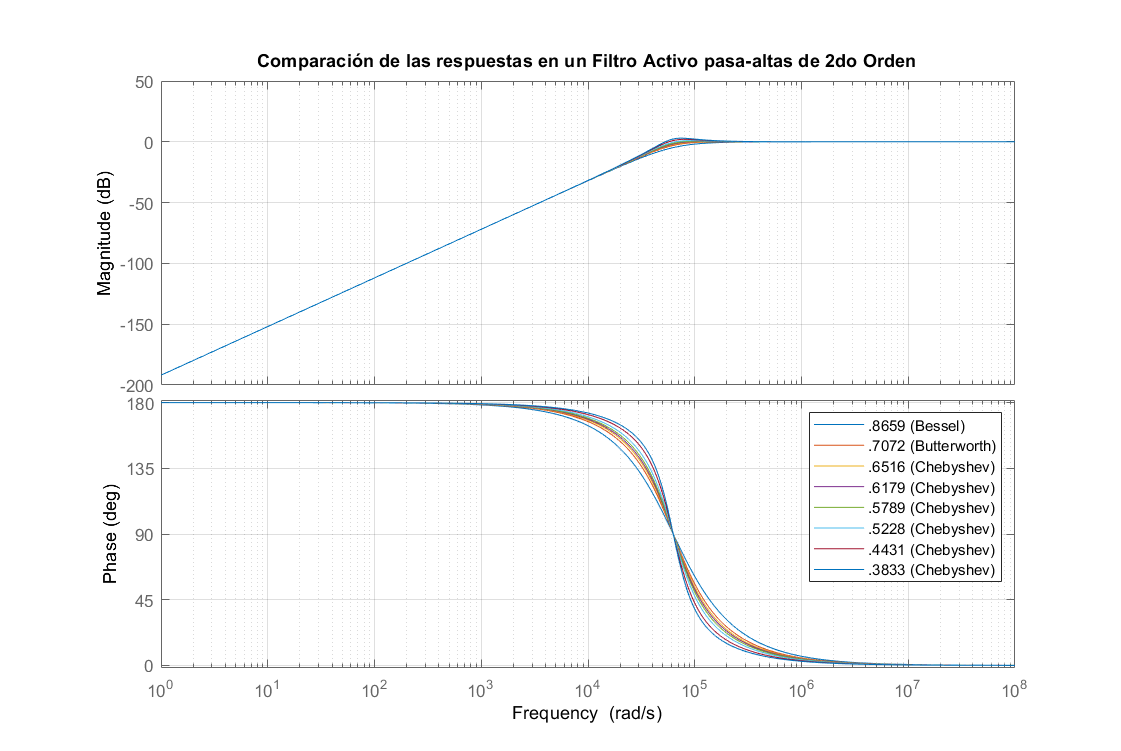 Comparación de las respuestas en un Filtro Activo pasa-altas de 2do Orden
50
0
-50
-100
-150
-200
Magnitude (dB)
180
135
90
45
0
Phase (deg)
.8659 (Bessel)
.7072 (Butterworth)
.6516 (Chebyshev)
.6179 (Chebyshev)
.5789 (Chebyshev)
.5228 (Chebyshev)
.4431 (Chebyshev)
.3833 (Chebyshev)
10^0 10^1 10^2 10^3 10^4 10^5 10^6 10^7 10^8
Frequency (rad/s)